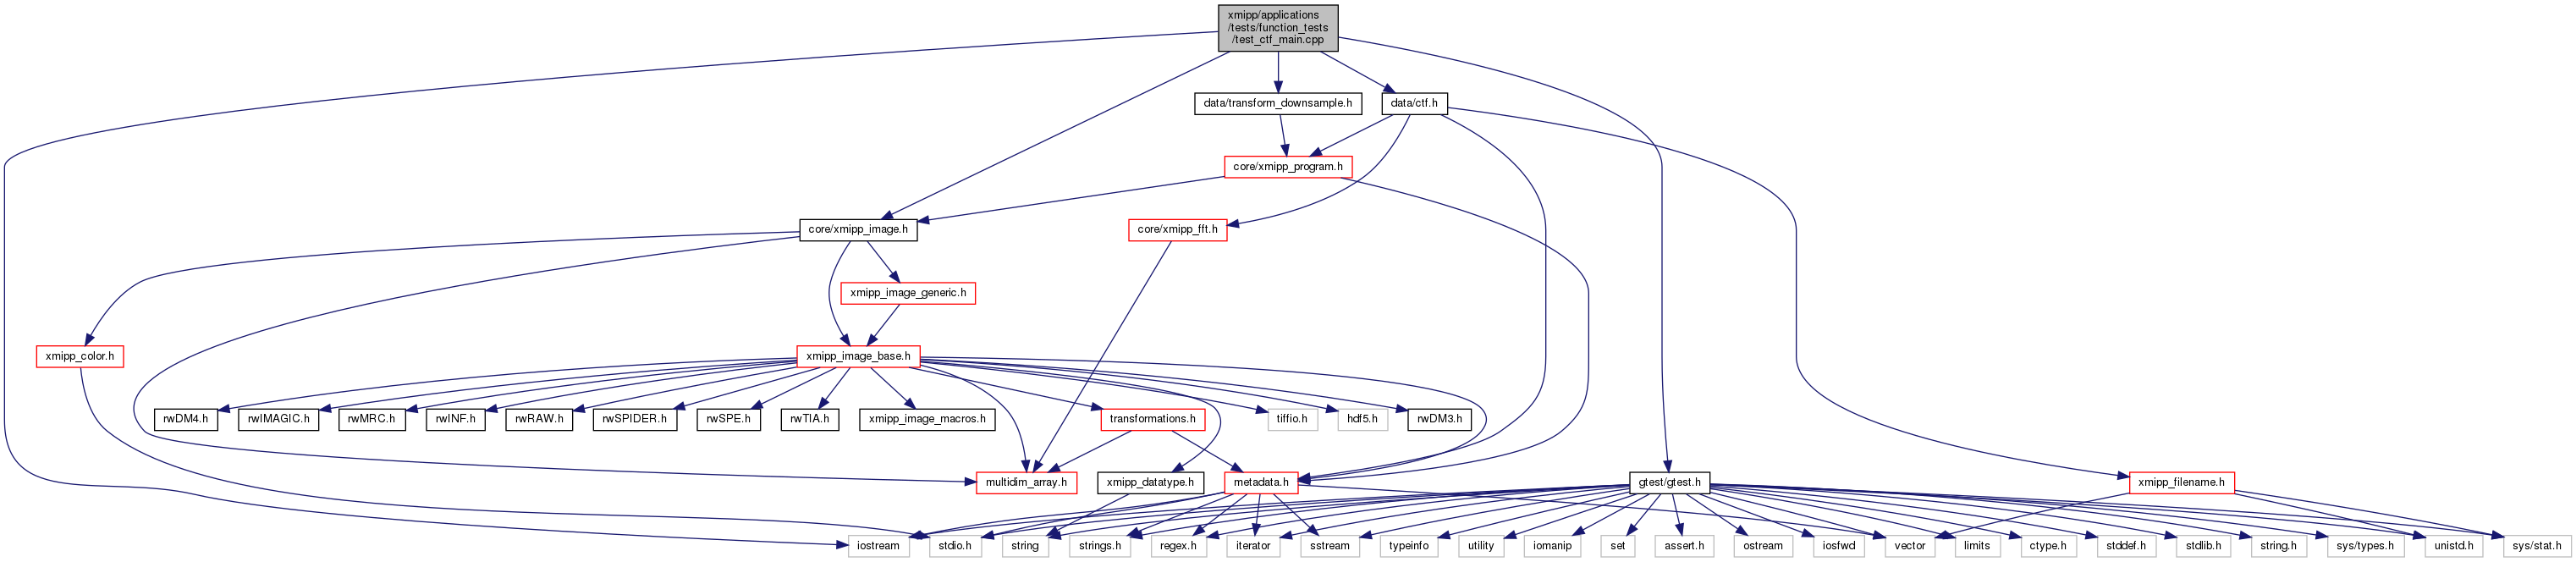 xmipp/applications
/tests/function_tests
/test_ctf_main.cpp
data/transform_downsample.h
data/ctf.h
core/xmipp_program.h
core/xmipp_image.h
core/xmipp_fft.h
xmipp_image_generic.h
xmipp_color.h
xmipp_image_base.h
rwDM4.h
rwIMAGIC.h
rwMRC.h
rwINF.h
rwRAW.h
rwSPIDER.h
rwSPE.h
rwTIA.h
xmipp_image_macros.h
transformations.h
tiffio.h
hdf5.h
rwDM3.h
multidim_array.h
xmipp_datatype.h
metadata.h
gtest/gtest.h
xmipp_filename.h
iostream
stdio.h
string
strings.h
regex.h
iterator
sstream
typeinfo
utility
iomanip
set
assert.h
ostream
iosfwd
vector
limits
ctype.h
stddef.h
stdlib.h
string.h
sys/types.h
unistd.h
sys/stat.h